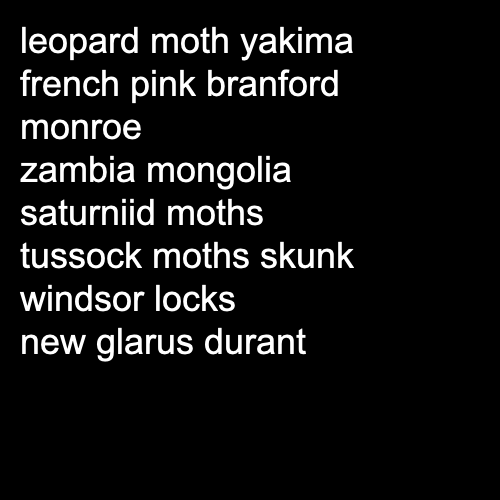 leopard moth yakima
french pink branford
monroe
zambia mongolia
saturniid moths
tussock moths skunk
windsor locks
new glarus durant